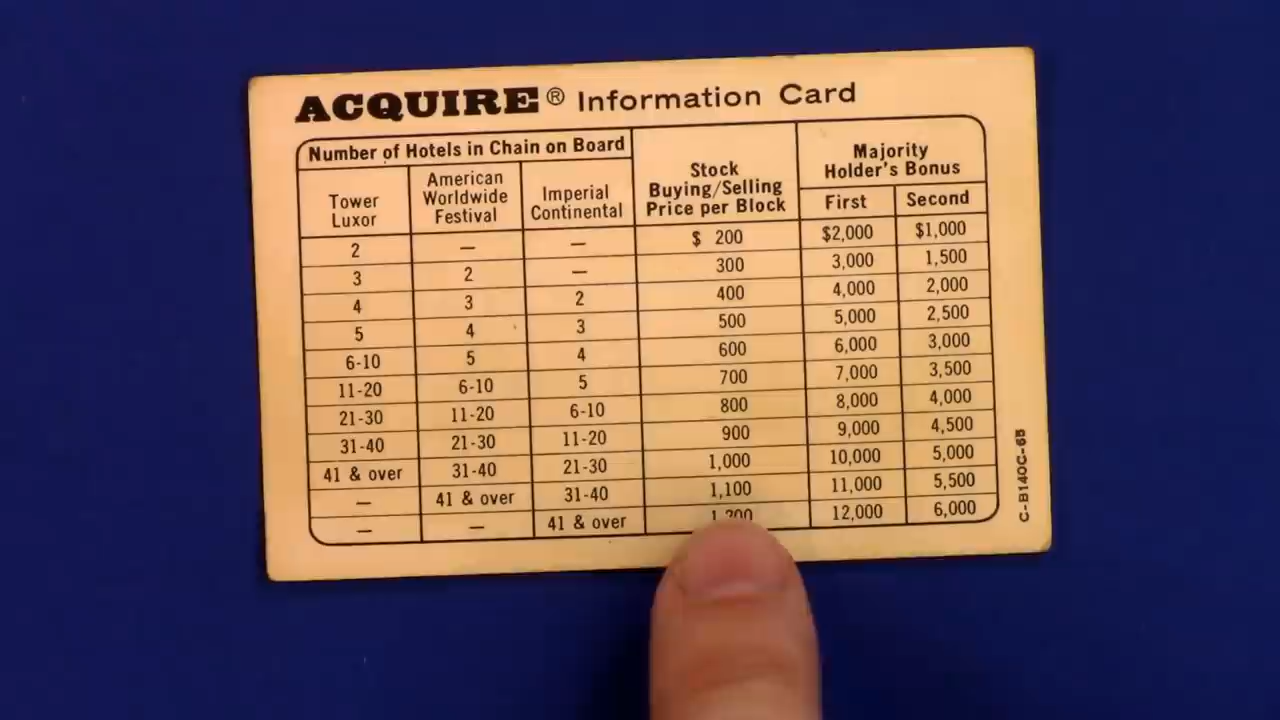 ACQUIRE® Information Card
Number of Hotels in Chain on Board
Tower Luxor | American Worldwide Festival | Imperial Continental | Stock Buying/Selling Price per Block | Majority Holder's Bonus
First | Second
2 | — | — | $ 200 | $2,000 | $1,000
3 | 2 | — | 300 | 3,000 | 1,500
4 | 3 | 2 | 400 | 4,000 | 2,000
5 | 4 | 3 | 500 | 5,000 | 2,500
6-10 | 5 | 4 | 600 | 6,000 | 3,000
11-20 | 6-10 | 5 | 700 | 7,000 | 3,500
21-30 | 11-20 | 6-10 | 800 | 8,000 | 4,000
31-40 | 21-30 | 11-20 | 900 | 9,000 | 4,500
41 & over | 31-40 | 21-30 | 1,000 | 10,000 | 5,000
— | 41 & over | 31-40 | 1,100 | 11,000 | 5,500
— | — | 41 & over | 1,200 | 12,000 | 6,000
C-B140C-65